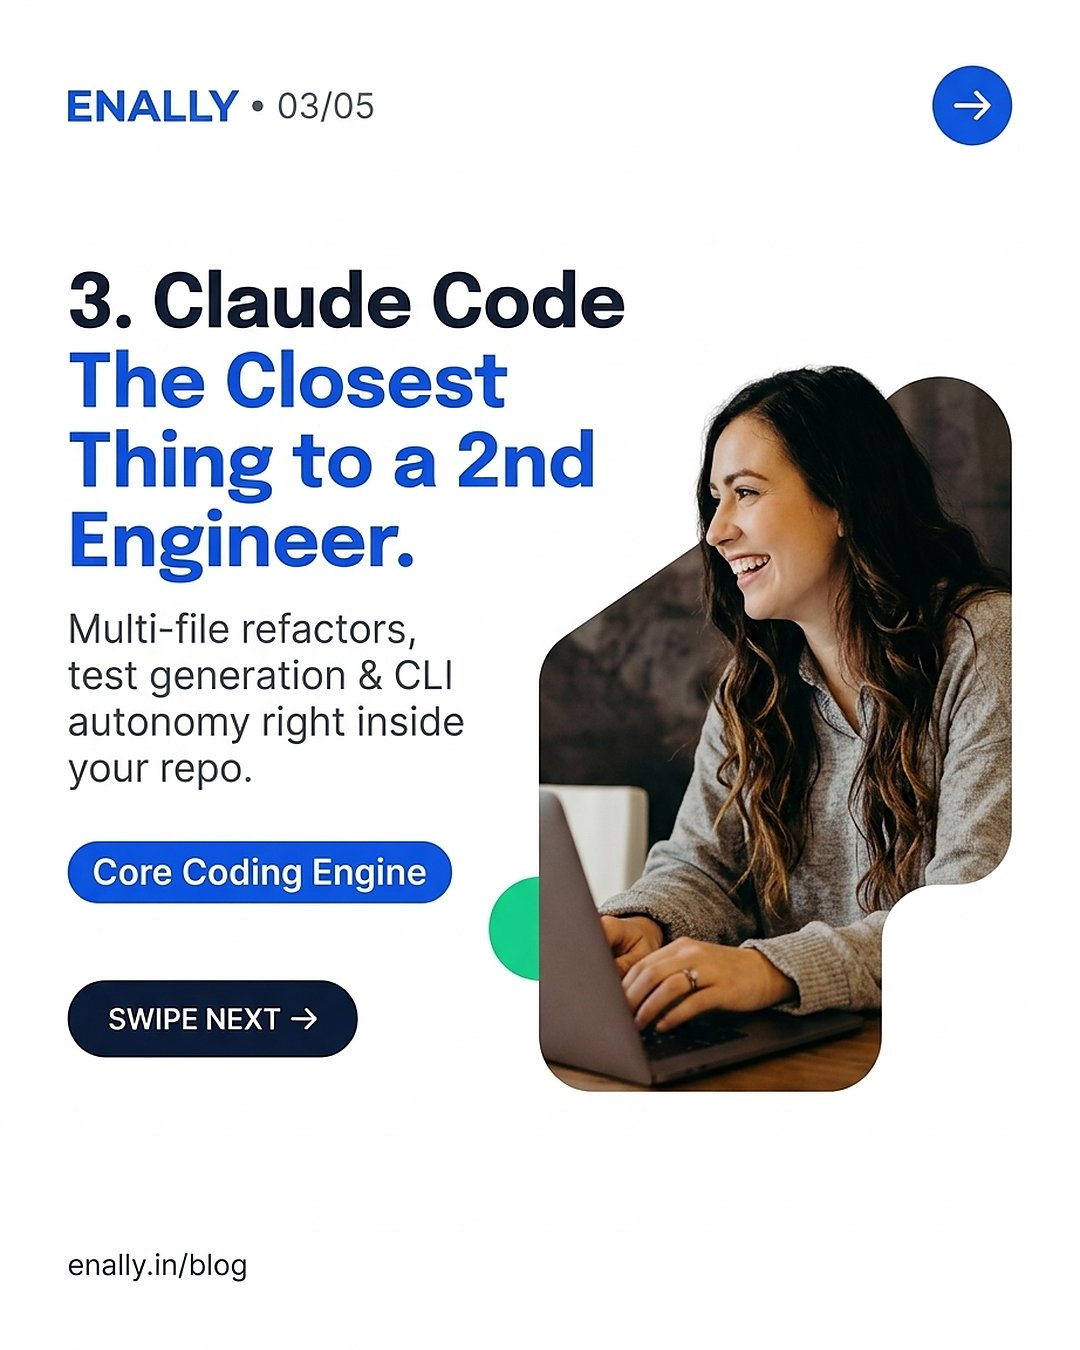 ENALLY • 03/05
3. Claude Code
The Closest
Thing to a 2nd
Engineer.
Multi-file refactors,
test generation & CLI
autonomy right inside
your repo.
Core Coding Engine
SWIPE NEXT →
enally.in/blog